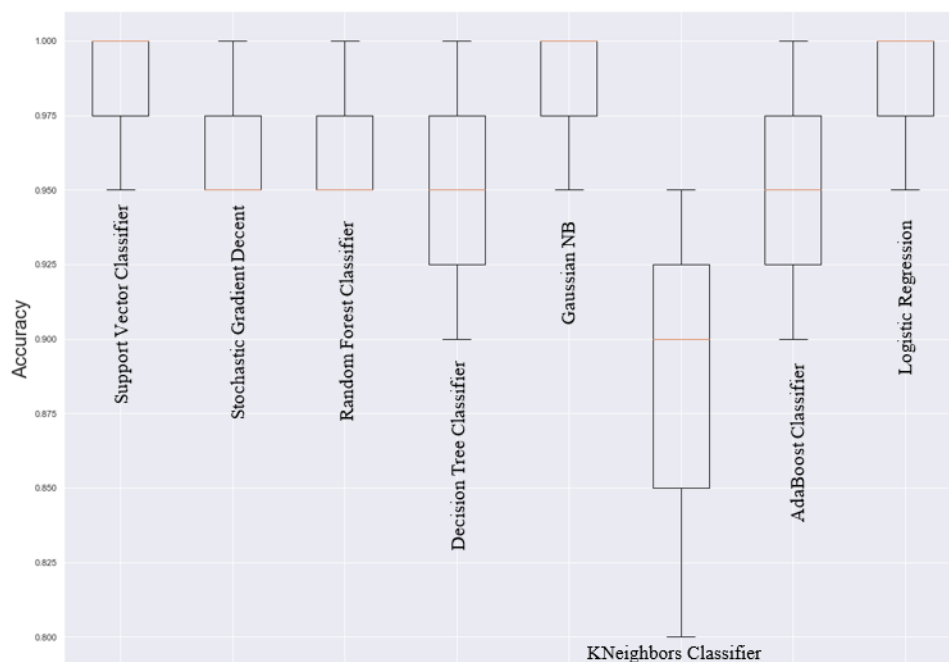 1.000
0.975
0.950
0.925
0.900
0.875
0.850
0.825
0.800
Accuracy
Support Vector Classifier
Stochastic Gradient Decent
Random Forest Classifier
Decision Tree Classifier
Gaussian NB
KNeighbors Classifier
AdaBoost Classifier
Logistic Regression